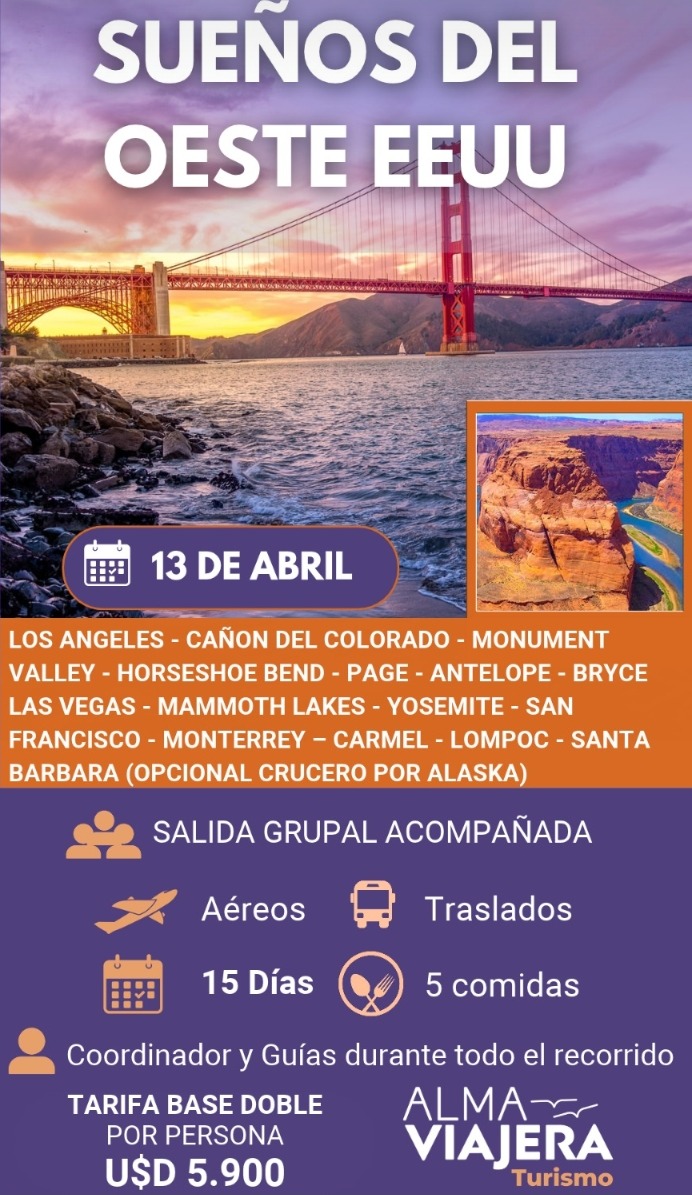 SUEÑOS DEL
OESTE EEUU
13 DE ABRIL
LOS ANGELES - CAÑON DEL COLORADO - MONUMENT
VALLEY - HORSESHOE BEND - PAGE - ANTELOPE - BRYCE
LAS VEGAS - MAMMOTH LAKES - YOSEMITE - SAN
FRANCISCO - MONTERREY – CARMEL - LOMPOC - SANTA
BARBARA (OPCIONAL CRUCERO POR ALASKA)
SALIDA GRUPAL ACOMPAÑADA
Aéreos
Traslados
15 Días
5 comidas
Coordinador y Guías durante todo el recorrido
TARIFA BASE DOBLE
POR PERSONA
U$D 5.900
ALMA
VIAJERA
Turismo